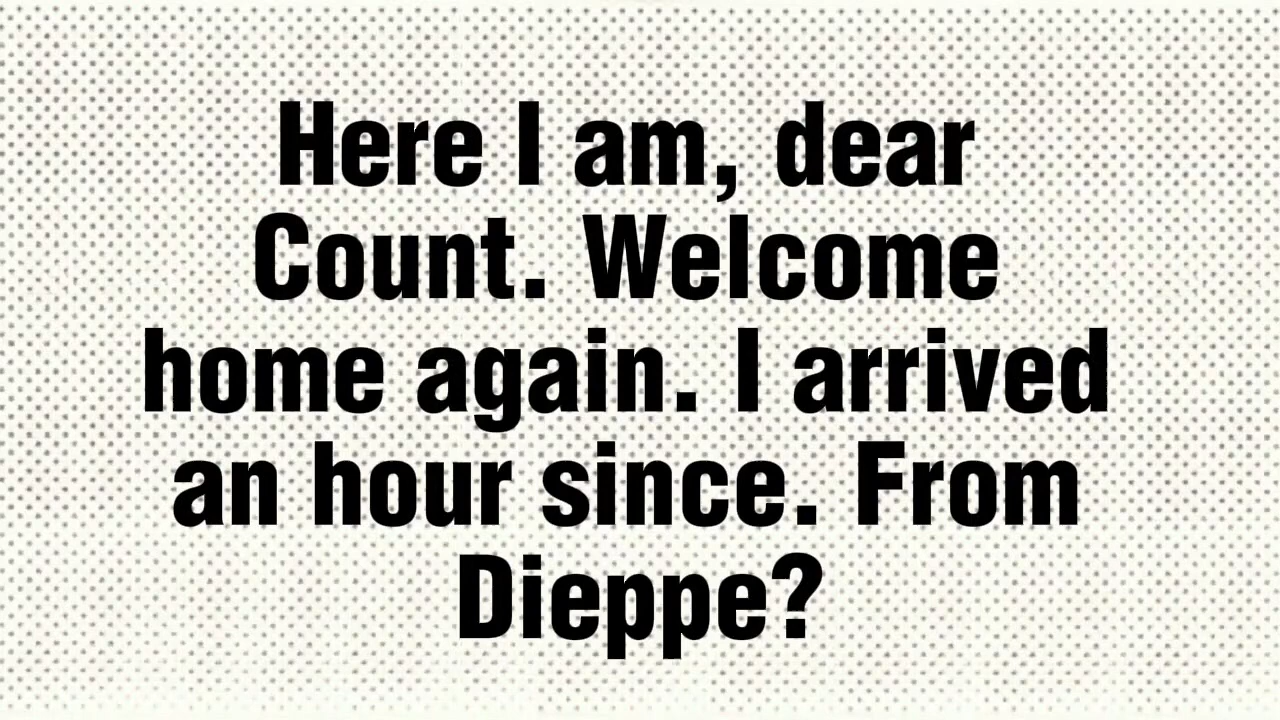 Here I am, dear
Count. Welcome
home again. I arrived
an hour since. From
Dieppe?